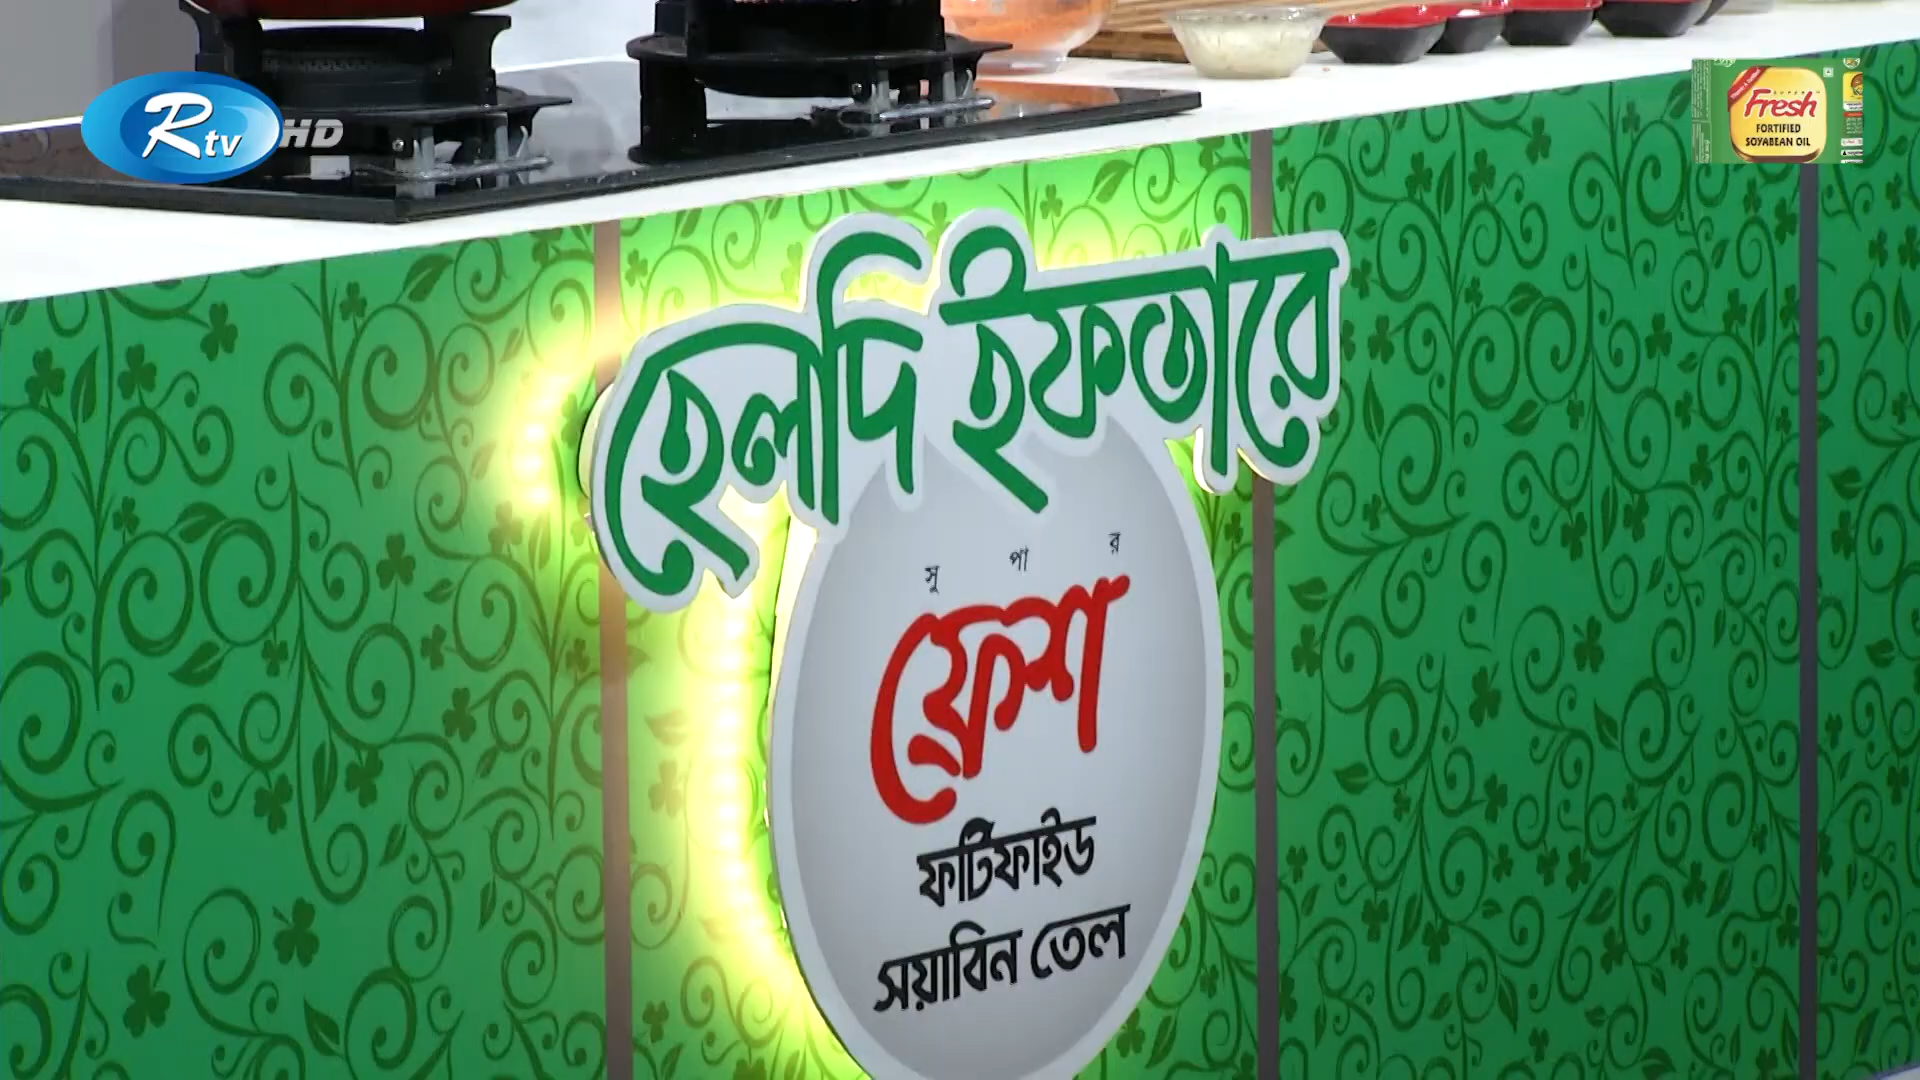 Rtv HD
Fresh
FORTIFIED
SOYABEAN OIL
হেলদি ইফতারে
সুপার
ফ্রেশ
ফর্টিফাইড
সয়াবিন তেল